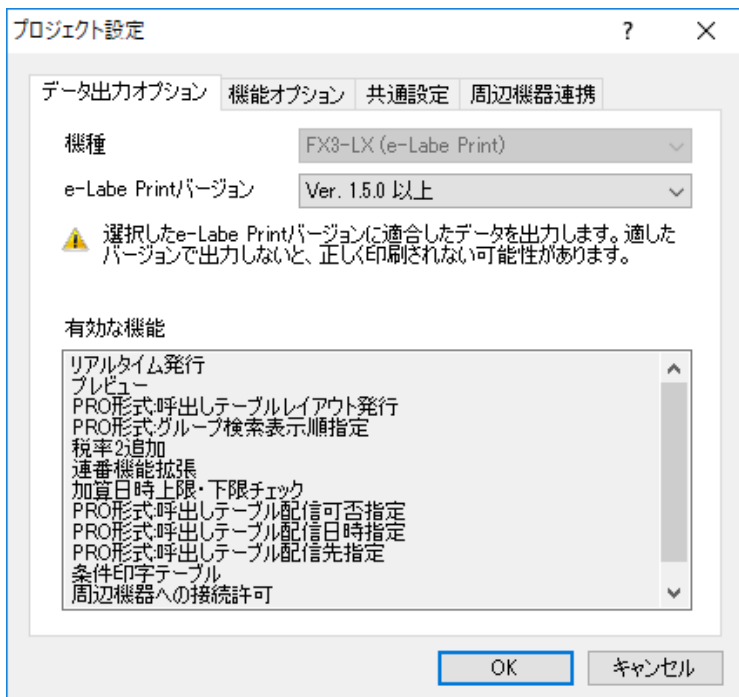 プロジェクト設定
データ出力オプション 機能オプション 共通設定 周辺機器連携
機種 FX3-LX (e-Labe Print)
e-Labe Printバージョン Ver. 1.5.0 以上
選択したe-Labe Printバージョンに適合したデータを出力します。適した
バージョンで出力しないと、正しく印刷されない可能性があります。
有効な機能
リアルタイム発行
プレビュー
PRO形式:呼出しテーブルレイアウト発行
PRO形式:グループ検索表示順指定
税率2追加
連番機能拡張
加算日時上限・下限チェック
PRO形式:呼出しテーブル配信可否指定
PRO形式:呼出しテーブル配信日時指定
PRO形式:呼出しテーブル配信先指定
条件印字テーブル
周辺機器への接続許可
OK キャンセル